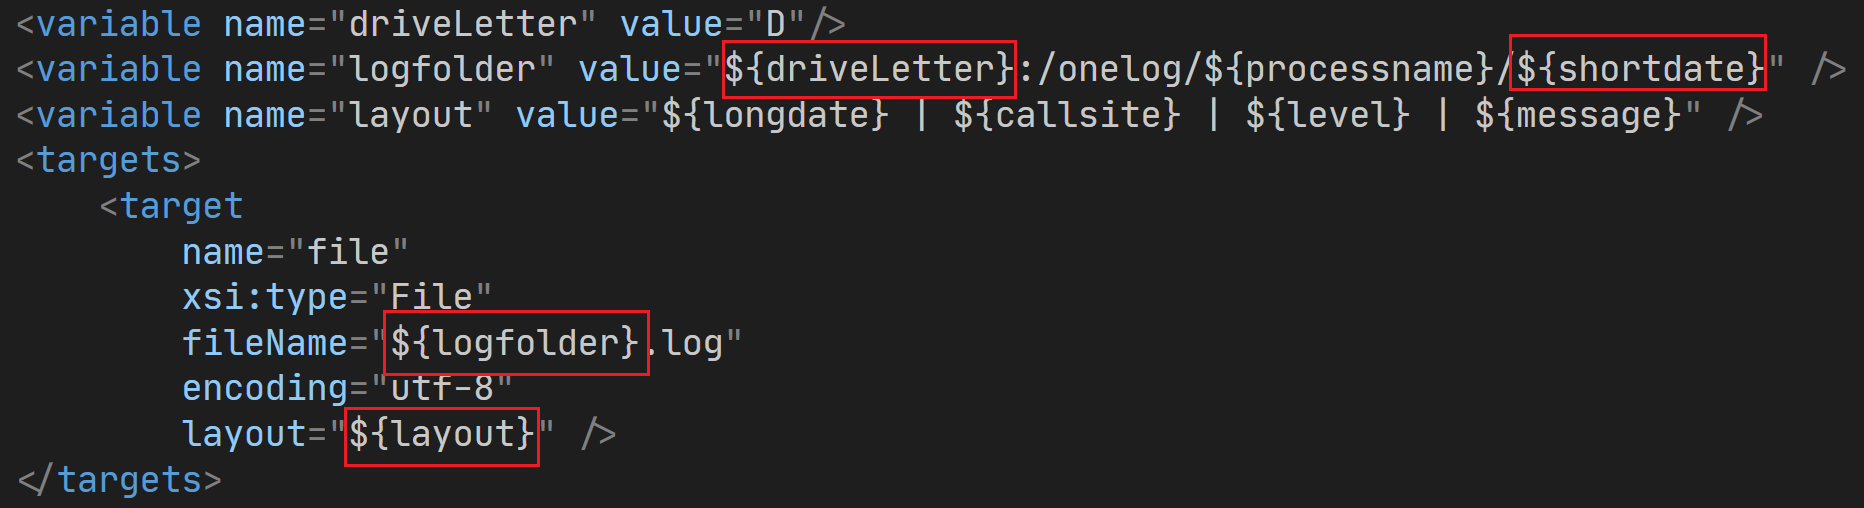 <variable name="driveLetter" value="D"/>
<variable name="logfolder" value="${driveLetter}:/onelog/${processname}/${shortdate}" />
<variable name="layout" value="${longdate} | ${callsite} | ${level} | ${message}" />
<targets>
    <target
        name="file"
        xsi:type="File"
        fileName="${logfolder}.log"
        encoding="utf-8"
        layout="${layout}" />
</targets>